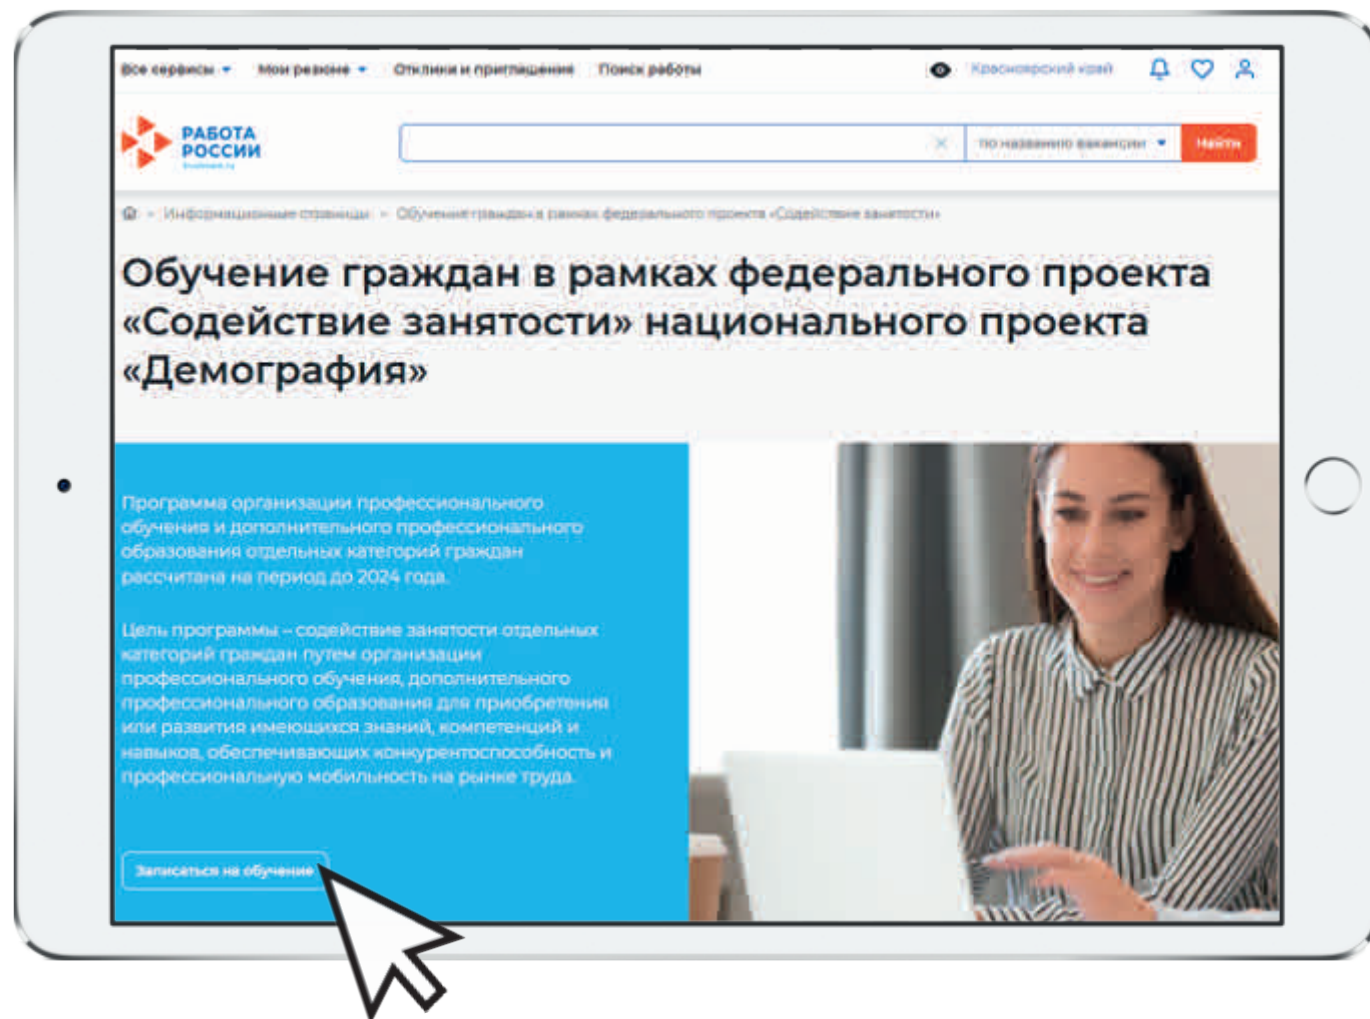 Все сервисы Мои резюме Отклики и приглашения Поиск работы Красноярский край
РАБОТА
РОССИИ
по названию вакансии Найти
Информационные страницы Обучение граждан в рамках федерального проекта «Содействие занятости»
Обучение граждан в рамках федерального проекта
«Содействие занятости» национального проекта
«Демография»
Программа организации профессионального
обучения и дополнительного профессионального
образования отдельных категорий граждан
рассчитана на период до 2024 года.
Цель программы – содействие занятости отдельных
категорий граждан путем организации
профессионального обучения, дополнительного
профессионального образования для приобретения
или развития имеющихся знаний, компетенций и
навыков, обеспечивающих конкурентоспособность и
профессиональную мобильность на рынке труда.
Записаться на обучение